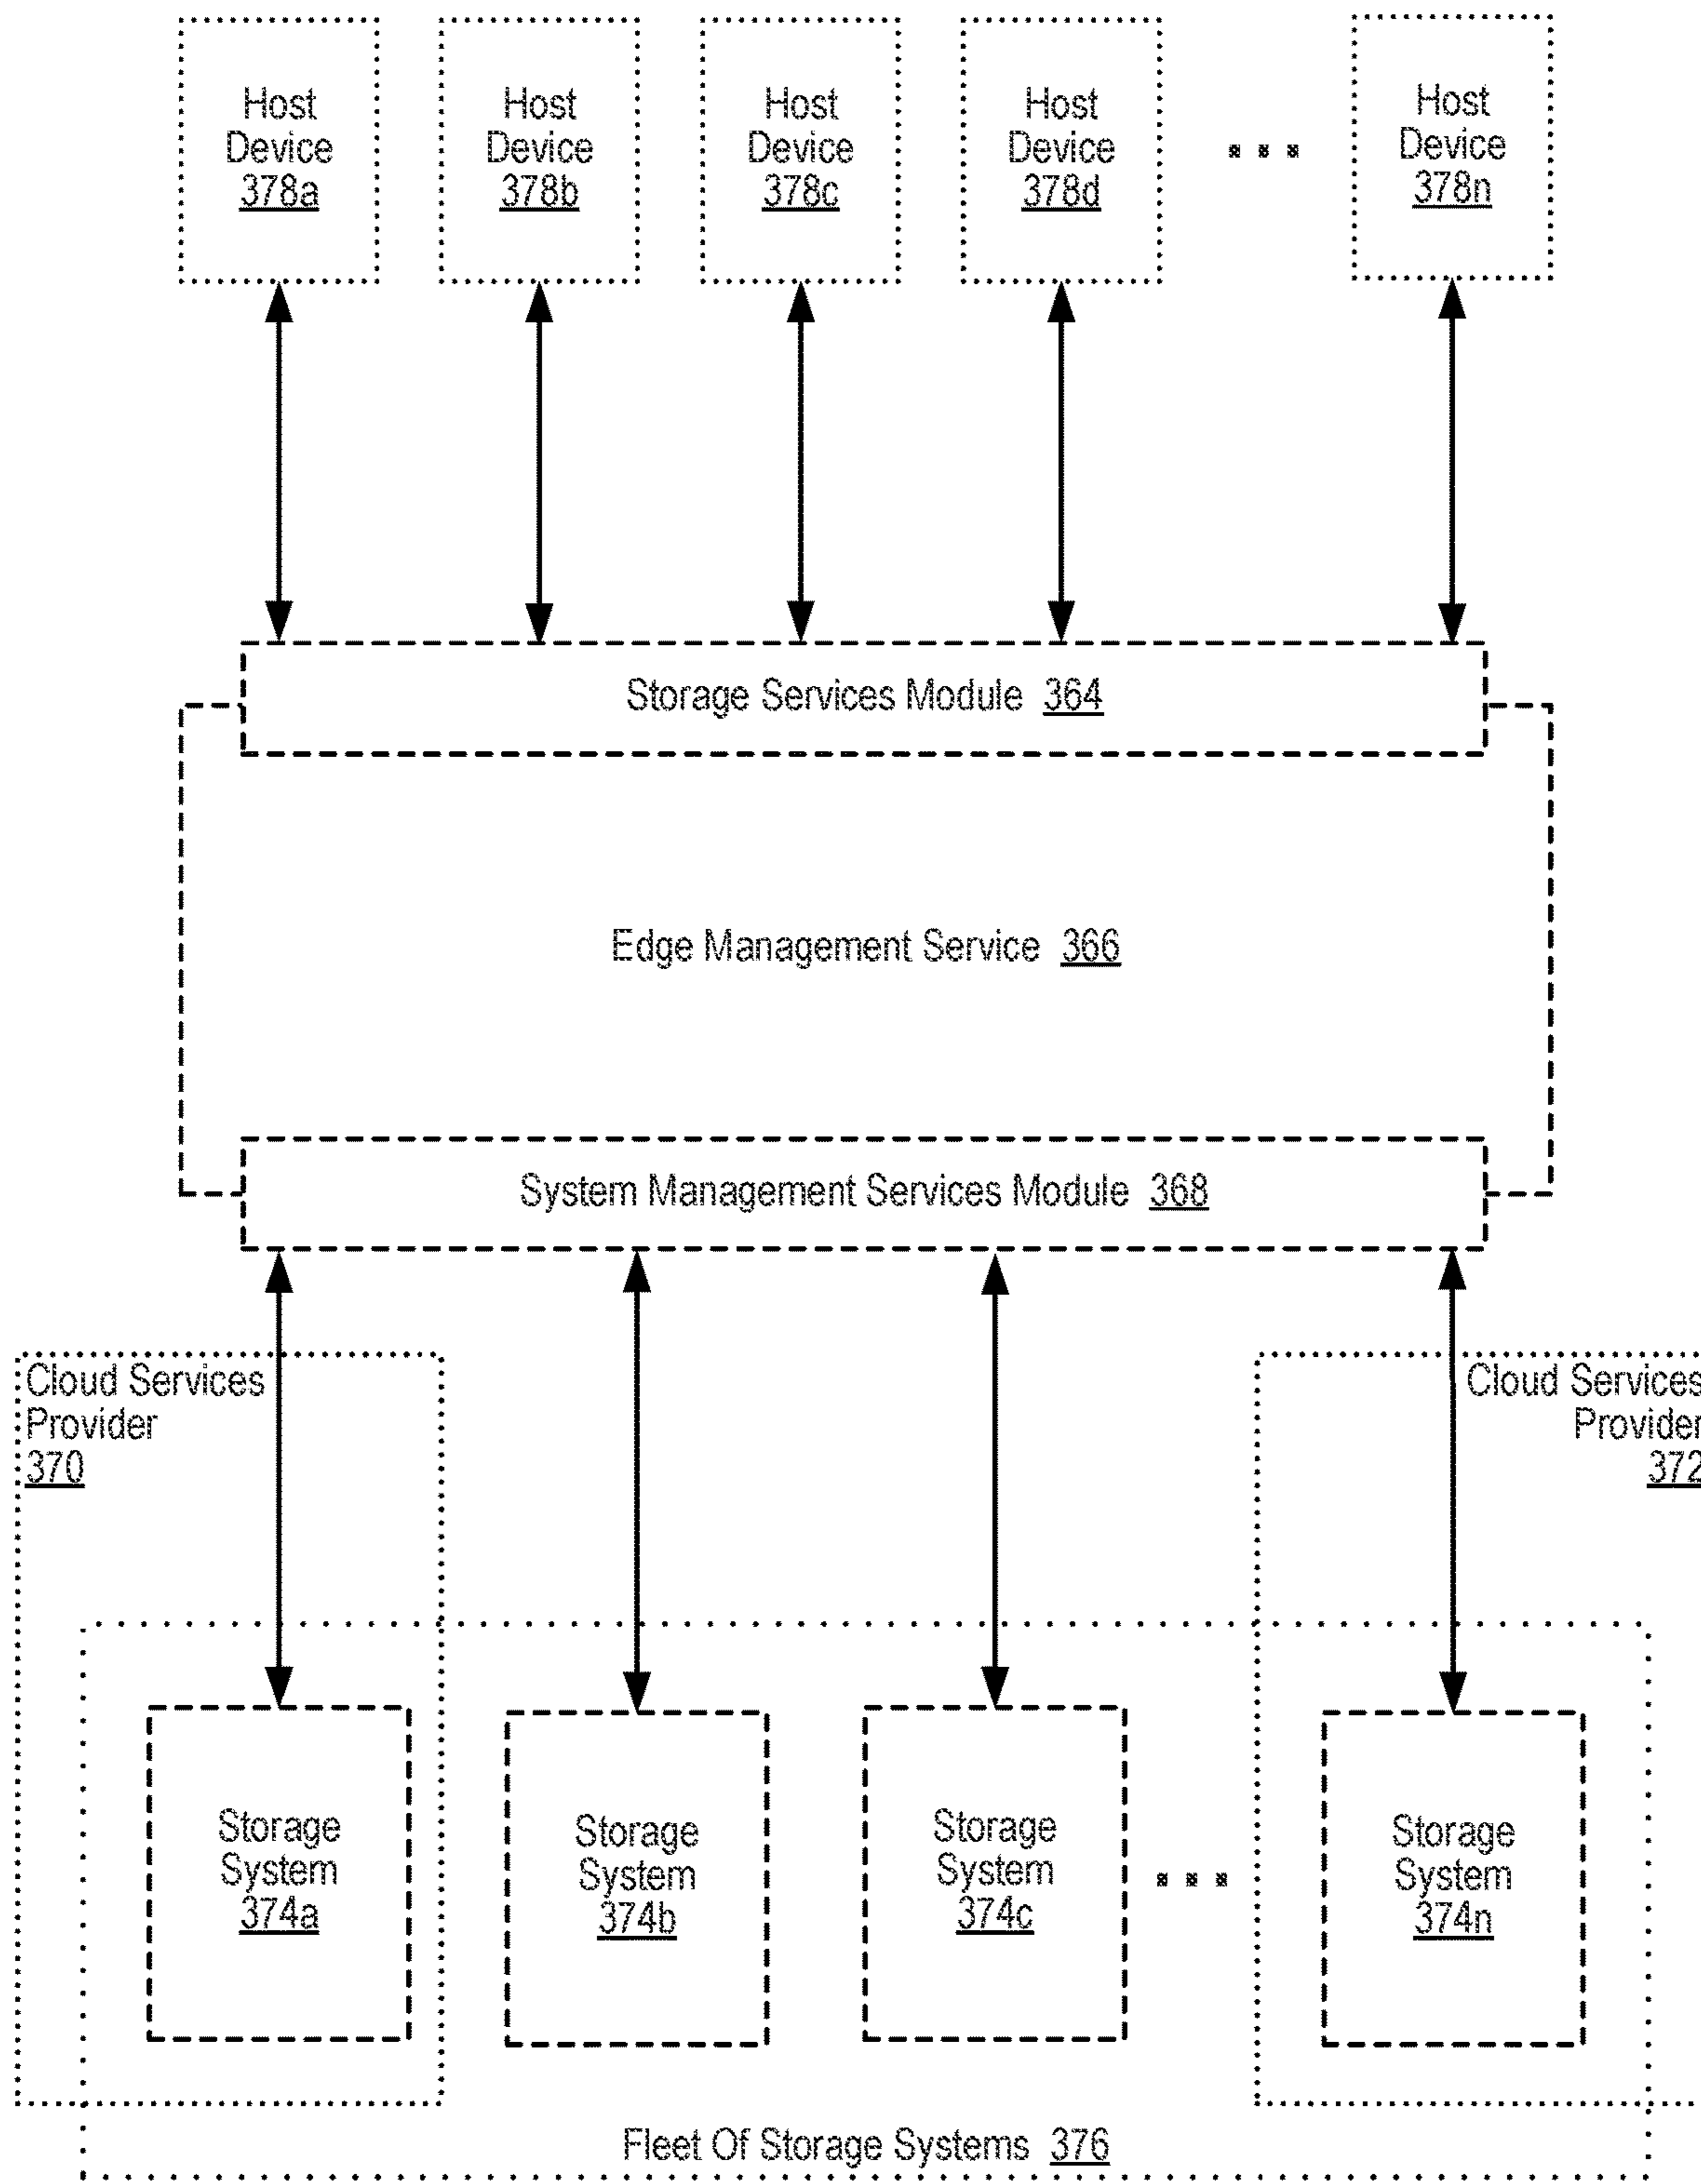 Host
Device
378a
Host
Device
378b
Host
Device
378c
Host
Device
378d
...
Host
Device
378n
Storage Services Module 364
Edge Management Service 366
System Management Services Module 368
Cloud Services
Provider
370
Cloud Services
Provider
372
Storage
System
374a
Storage
System
374b
Storage
System
374c
...
Storage
System
374n
Fleet Of Storage Systems 376